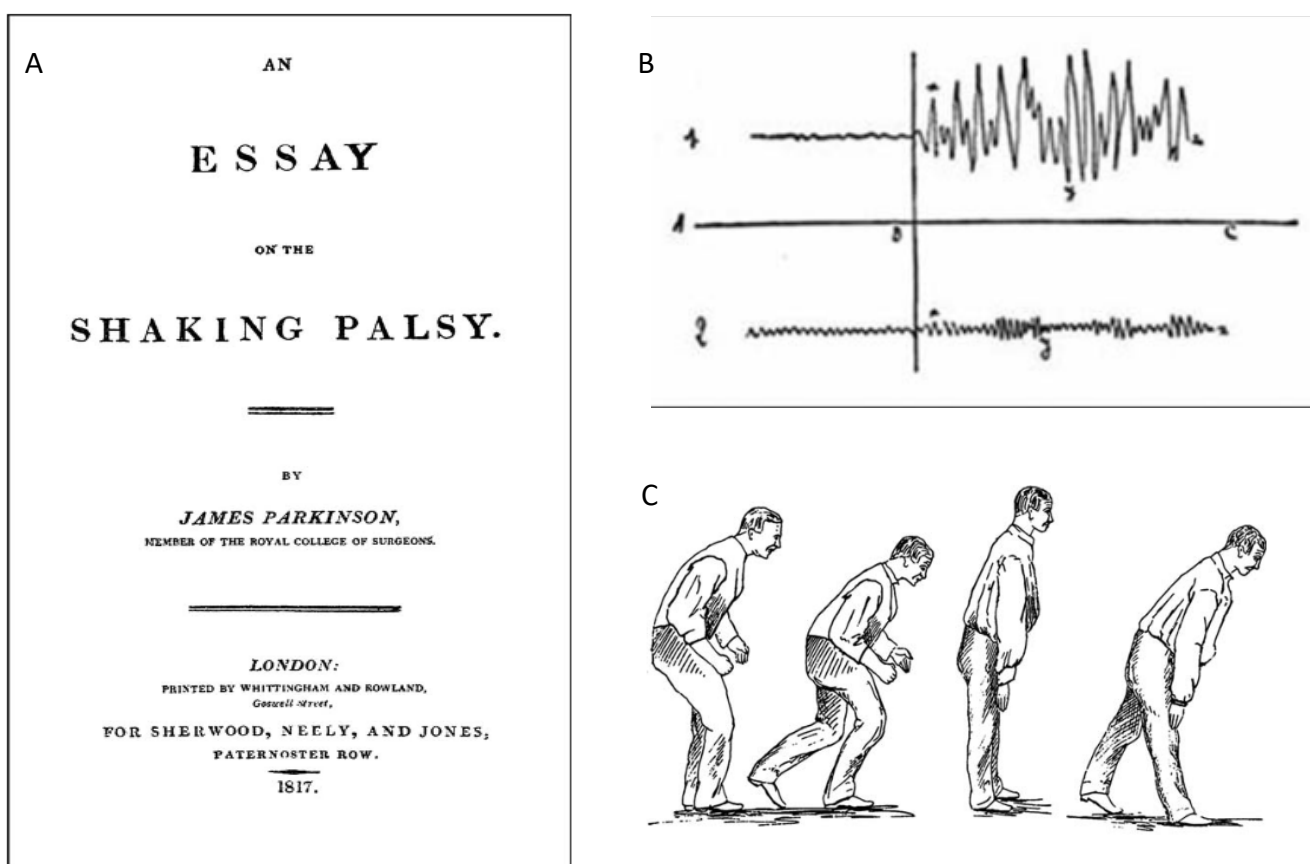 A
AN
ESSAY
ON THE
SHAKING PALSY.
BY
JAMES PARKINSON,
MEMBER OF THE ROYAL COLLEGE OF SURGEONS.
LONDON:
PRINTED BY WHITTINGHAM AND ROWLAND,
Goswell Street,
FOR SHERWOOD, NEELY, AND JONES,
PATERNOSTER ROW.
1817.
B
C
C